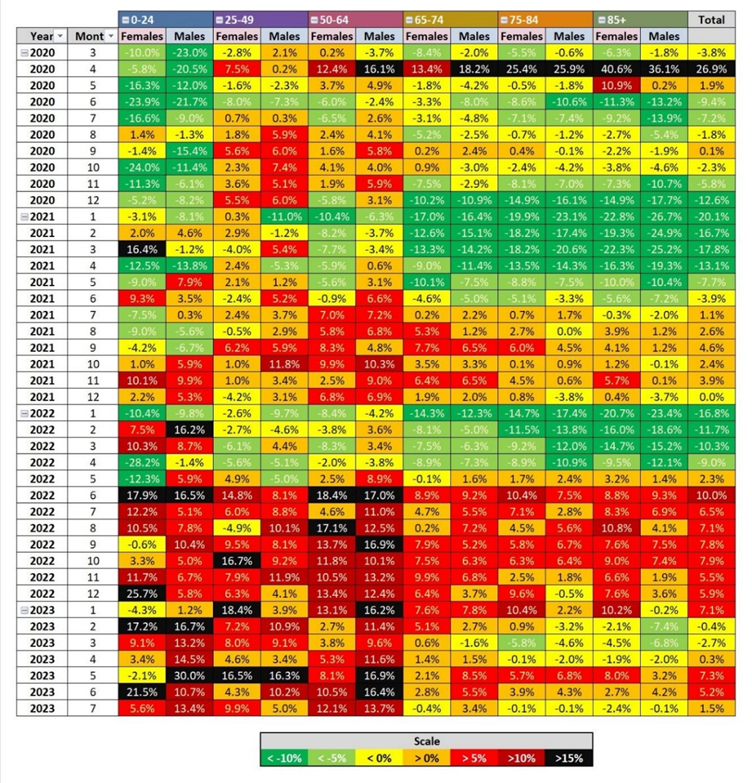 0-24 25-49 50-64 65-74 75-84 85+ Total
Year Mont Females Males Females Males Females Males Females Males Females Males Females Males
2020 3 -10.0% -23.0% -2.8% 2.1% 0.2% -3.7% -8.4% -2.0% -5.5% -0.6% -6.3% -1.8% -3.8%
2020 4 -5.8% -20.5% 7.5% 0.2% 12.4% 16.1% 13.4% 18.2% 25.4% 25.9% 40.6% 36.1% 26.9%
2020 5 -16.3% -12.0% -1.6% -2.3% 3.7% 4.9% -1.8% -4.2% -0.5% -1.8% 10.9% 0.2% 1.9%
2020 6 -23.9% -21.7% -8.0% -7.3% -6.0% -2.4% -3.3% -8.0% -8.6% -10.6% -11.3% -13.2% -9.4%
2020 7 -16.6% -9.0% 0.7% 0.3% -6.5% 2.6% -3.1% -4.8% -7.1% -7.4% -9.2% -13.9% -7.2%
2020 8 1.4% -1.3% 1.8% 5.9% 2.4% 4.1% -5.2% -2.5% -0.7% -1.2% -2.7% -5.4% -1.8%
2020 9 -1.4% -15.4% 5.6% 6.0% 1.6% 5.8% 0.2% 2.4% 0.4% -0.1% -2.2% -1.9% 0.1%
2020 10 -24.0% -11.4% 2.3% 7.4% 4.1% 4.0% 0.9% -3.0% -2.4% -4.2% -3.8% -4.6% -2.3%
2020 11 -11.3% -6.1% 3.6% 5.1% 1.9% 5.9% -7.5% -2.9% -8.1% -7.0% -7.3% -10.7% -5.8%
2020 12 -5.2% -8.2% 5.5% 6.0% -5.8% 3.1% -10.2% -10.9% -14.9% -16.1% -14.9% -17.7% -12.6%
2021 1 -3.1% -8.1% 0.3% -11.0% -10.4% -6.3% -17.0% -16.4% -19.9% -23.1% -22.8% -26.7% -20.1%
2021 2 2.0% 4.6% 2.9% -1.2% -8.2% -3.7% -12.6% -15.1% -18.2% -17.4% -19.3% -24.9% -16.7%
2021 3 16.4% -1.2% -4.0% 5.4% -7.7% -3.4% -13.3% -14.2% -18.2% -20.6% -22.3% -25.2% -17.8%
2021 4 -12.5% -13.8% 2.4% -5.3% -5.9% 0.6% -9.0% -11.4% -13.5% -14.3% -16.3% -19.3% -13.1%
2021 5 -9.0% 7.9% 2.1% 1.2% -5.6% 3.1% -10.1% -7.5% -8.8% -7.5% -10.0% -10.4% -7.7%
2021 6 9.3% 3.5% -2.4% 5.2% -0.9% 6.6% -4.6% -5.0% -5.1% -3.3% -5.6% -7.2% -3.9%
2021 7 -7.5% 0.3% 2.4% 3.7% 7.0% 7.2% 0.2% 2.2% 0.7% 1.7% -0.3% -2.0% 1.1%
2021 8 -9.0% -5.6% -0.5% 2.9% 5.8% 6.8% 5.3% 1.2% 2.7% 0.0% 3.9% 1.2% 2.6%
2021 9 -4.2% -6.7% 6.2% 5.9% 8.3% 4.8% 7.7% 6.5% 6.0% 4.5% 4.1% 1.2% 4.6%
2021 10 1.0% 5.9% 1.0% 11.8% 9.9% 10.3% 3.5% 3.3% 0.1% 0.9% 1.2% -0.1% 2.4%
2021 11 10.1% 9.9% 1.0% 3.4% 2.5% 9.0% 6.4% 6.5% 4.5% 0.6% 5.7% 0.1% 3.9%
2021 12 2.2% 5.3% -4.2% 3.1% 6.8% 6.9% 1.9% 2.0% 0.8% -3.8% 0.4% -3.7% 0.0%
2022 1 -10.4% -9.8% -2.6% -9.7% -8.4% -4.2% -14.3% -12.3% -14.7% -17.4% -20.7% -23.4% -16.8%
2022 2 7.5% 16.2% -2.7% -4.6% -3.8% 3.6% -8.1% -5.0% -11.5% -13.8% -16.0% -18.6% -11.7%
2022 3 10.3% 8.7% -6.1% 4.4% -8.3% 3.4% -7.5% -6.3% -9.2% -12.0% -14.7% -15.2% -10.3%
2022 4 -28.2% -1.4% -5.6% -5.1% -2.0% -3.8% -8.9% -7.3% -8.9% -10.9% -9.5% -12.1% -9.0%
2022 5 -12.3% 5.9% 4.9% -5.0% 2.5% 8.9% -0.1% 1.6% 1.7% 2.4% 3.2% 1.4% 2.3%
2022 6 17.9% 16.5% 14.8% 8.1% 18.4% 17.0% 8.9% 9.2% 10.4% 7.5% 8.8% 9.3% 10.0%
2022 7 12.2% 5.1% 6.0% 8.8% 4.6% 11.0% 4.7% 5.5% 7.1% 2.8% 8.3% 6.9% 6.5%
2022 8 10.5% 7.8% -4.9% 10.1% 17.1% 12.5% 0.2% 7.2% 4.5% 5.6% 10.8% 4.1% 7.1%
2022 9 -0.6% 10.4% 9.5% 8.1% 13.7% 16.9% 7.9% 5.2% 5.8% 6.7% 7.6% 7.5% 7.8%
2022 10 3.3% 5.0% 16.7% 9.2% 11.8% 10.1% 7.5% 6.3% 6.3% 6.4% 9.0% 7.4% 7.9%
2022 11 11.7% 6.7% 7.9% 11.9% 10.5% 13.2% 9.9% 6.8% 2.5% 1.8% 6.6% 1.9% 5.5%
2022 12 25.7% 5.8% 6.3% 4.1% 13.4% 12.4% 6.4% 3.7% 9.6% -0.5% 7.6% 3.6% 5.9%
2023 1 -4.3% 1.2% 18.4% 3.9% 13.1% 16.2% 7.6% 7.8% 10.4% 2.2% 10.2% -0.2% 7.1%
2023 2 17.2% 16.7% 7.2% 10.9% 2.7% 11.4% 5.1% 2.7% 0.9% -3.2% -2.1% -7.4% -0.4%
2023 3 9.1% 13.2% 8.0% 9.1% 3.8% 9.6% 0.6% -1.6% -5.8% -4.6% -4.5% -6.8% -2.7%
2023 4 3.4% 14.5% 4.6% 3.4% 5.3% 11.6% 1.4% 1.5% -0.1% -2.0% -1.9% -2.0% 0.3%
2023 5 -2.1% 30.0% 16.5% 16.3% 8.1% 16.9% 2.1% 8.5% 5.7% 6.8% 8.0% 3.2% 7.3%
2023 6 21.5% 10.7% 4.3% 10.2% 10.5% 16.4% 2.8% 5.5% 3.9% 4.3% 2.7% 4.2% 5.2%
2023 7 5.6% 13.4% 9.9% 5.0% 12.1% 13.7% -0.4% 3.4% -0.1% -0.1% -2.4% -0.1% 1.5%
Scale
< -10% < -5% < 0% > 0% > 5% >10% >15%